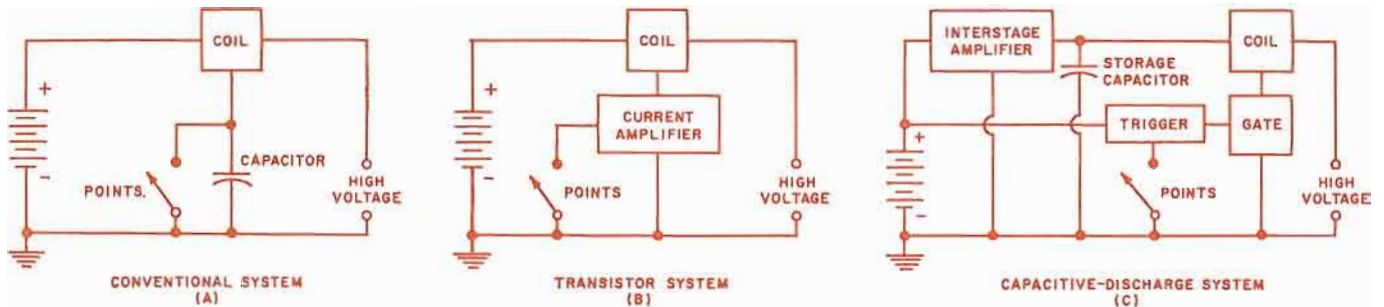 COIL
+
-
CAPACITOR
POINTS.
HIGH
VOLTAGE
CONVENTIONAL SYSTEM
(A)
COIL
+
-
CURRENT
AMPLIFIER
POINTS
HIGH
VOLTAGE
TRANSISTOR SYSTEM
(B)
INTERSTAGE
AMPLIFIER
COIL
STORAGE
CAPACITOR
TRIGGER
GATE
+
-
POINTS
HIGH
VOLTAGE
CAPACITIVE-DISCHARGE SYSTEM
(C)